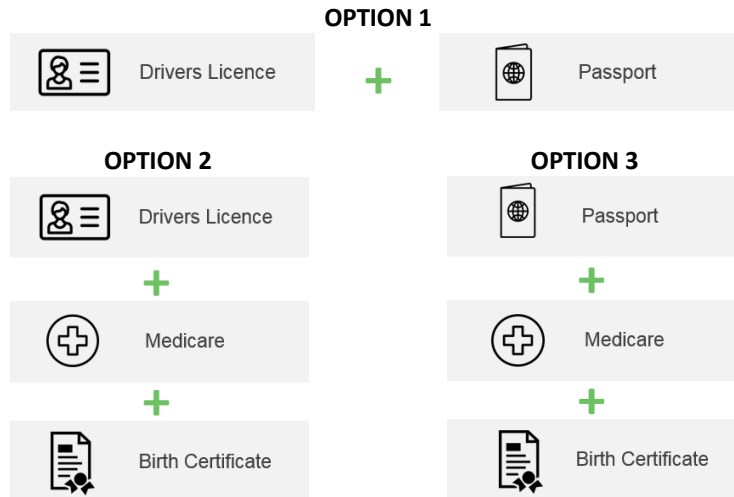 OPTION 1
Drivers Licence + Passport
OPTION 2
Drivers Licence
+
Medicare
+
Birth Certificate
OPTION 3
Passport
+
Medicare
+
Birth Certificate